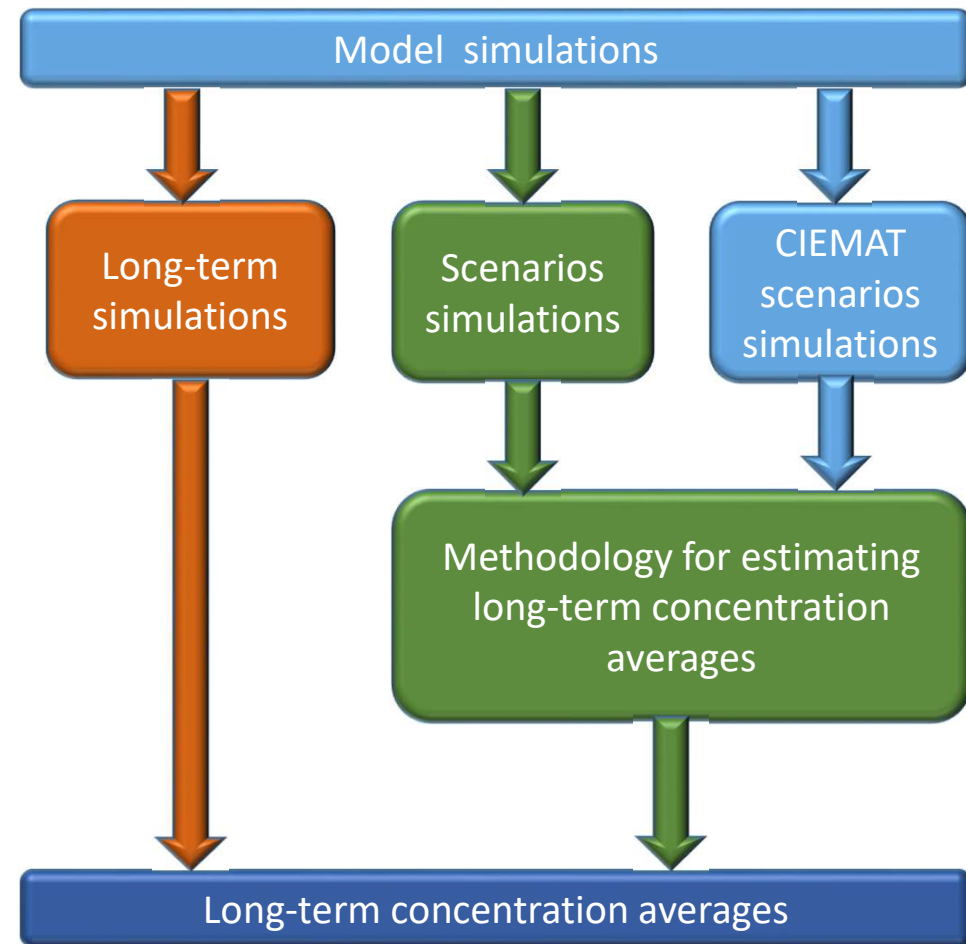 Model simulations
Long-term
simulations
Scenarios
simulations
CIEMAT
scenarios
simulations
Methodology for estimating
long-term concentration
averages
Long-term concentration averages